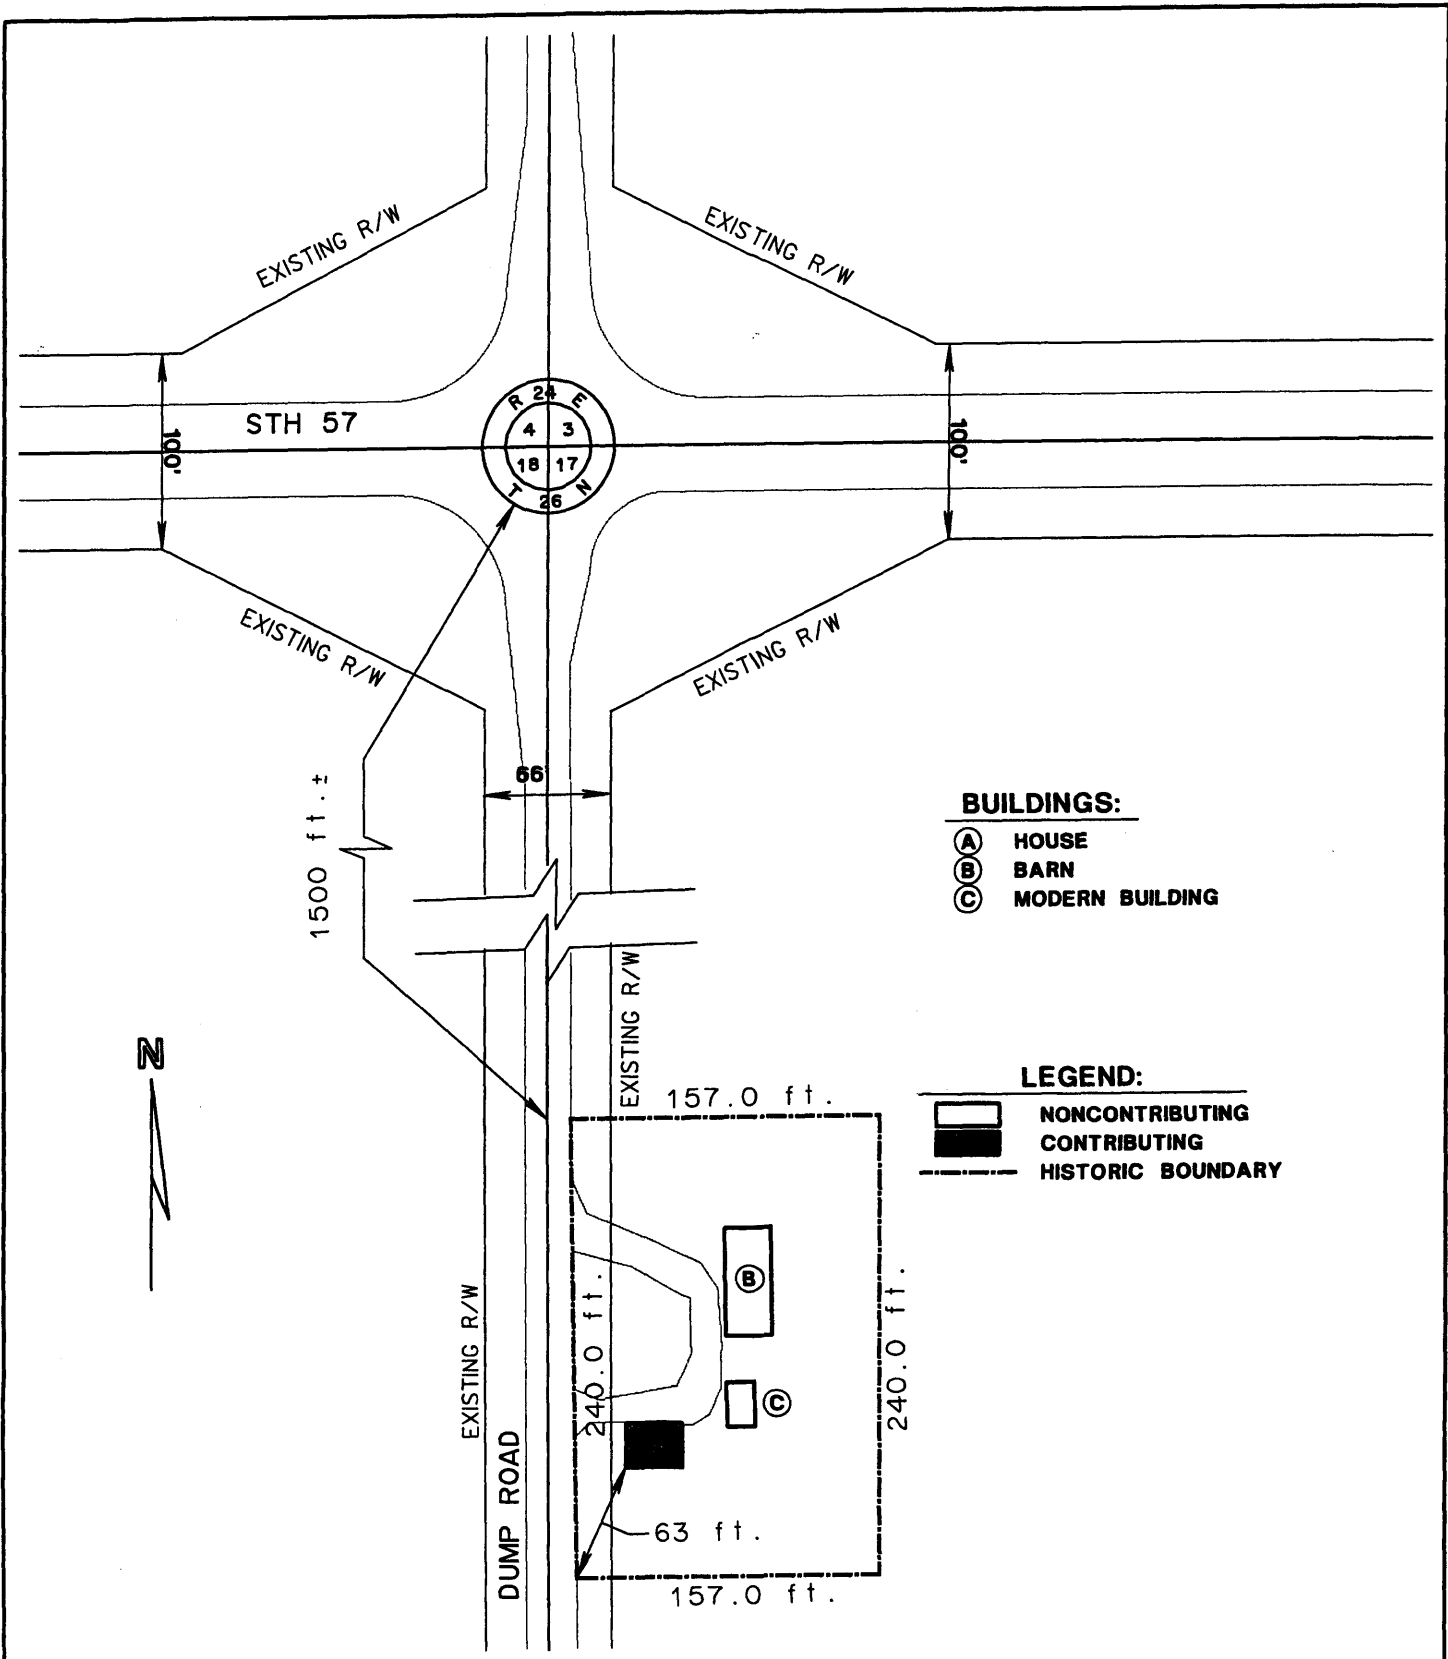 EXISTING R/W
EXISTING R/W
R 24 E
4 3
18 17
T 26 N
STH 57
100'
100'
EXISTING R/W
EXISTING R/W
66'
1500 ft.±
BUILDINGS:
A HOUSE
B BARN
C MODERN BUILDING
EXISTING R/W
N
LEGEND:
NONCONTRIBUTING
CONTRIBUTING
HISTORIC BOUNDARY
157.0 ft.
B
240.0 ft.
240.0 ft.
EXISTING R/W
C
DUMP ROAD
63 ft.
157.0 ft.